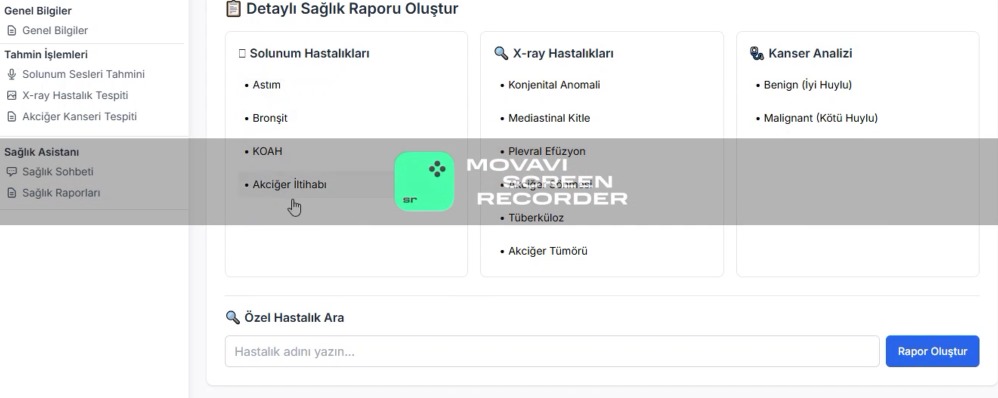 Genel Bilgiler
Genel Bilgiler
Tahmin İşlemleri
Solunum Sesleri Tahmini
X-ray Hastalık Tespiti
Akciğer Kanseri Tespiti
Sağlık Asistanı
Sağlık Sohbeti
Sağlık Raporları
Detaylı Sağlık Raporu Oluştur
Solunum Hastalıkları
• Astım
• Bronşit
• KOAH
• Akciğer İltihabı
X-ray Hastalıkları
• Konjenital Anomali
• Mediastinal Kitle
• Plevral Efüzyon
• Tüberküloz
• Akciğer Tümörü
Kanser Analizi
• Benign (İyi Huylu)
• Malignant (Kötü Huylu)
sr
MOVAVI
SCREEN
RECORDER
Özel Hastalık Ara
Hastalık adını yazın...
Rapor Oluştur